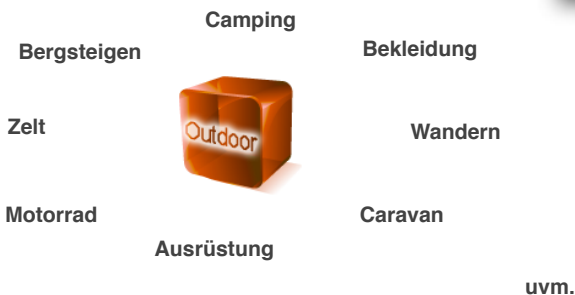 Camping
Bergsteigen
Bekleidung
Zelt
Outdoor
Wandern
Motorrad
Caravan
Ausrüstung
uvm.